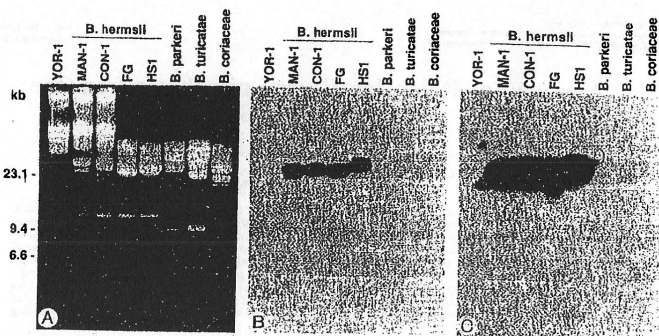 B. hermsii
YOR-1
MAN-1
CON-1
FG
HS1
B. parkeri
B. turicatae
B. coriaceae
kb
23.1 -
9.4 -
6.6 -
A
B. hermsii
YOR-1
MAN-1
CON-1
FG
HS1
B. parkeri
B. turicatae
B. coriaceae
B
B. hermsii
YOR-1
MAN-1
CON-1
FG
HS1
B. parkeri
B. turicatae
B. coriaceae
C